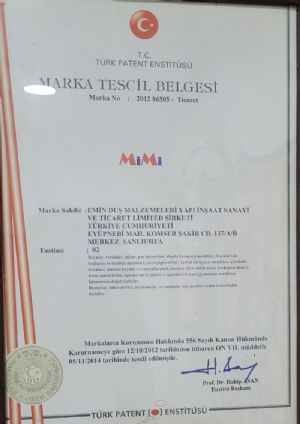 T.C.
TÜRK PATENT ENSTİTÜSÜ
MARKA TESCİL BELGESİ
Marka No : 2012 86505 - Ticaret
MiMi
Marka Sahibi :EMİN DUŞ MALZEMELERİ YAPI İNŞAAT SANAYİ
VE TİCARET LİMİTED ŞİRKETİ
TÜRKİYE CUMHURİYETİ
EYÜPNEBİ MAH. KOMSER ŞAKİR CD. 137/A/B
MERKEZ ŞANLIURFA
Emtiası : 02
Markaların Korunması Hakkında 556 Sayılı Kanun Hükmünde
Kararnameye göre 12/10/2012 tarihinden itibaren ON YIL müddetle
05/11/2014 tarihinde tescil edilmiştir.
Prof. Dr. Habip ASAN
Enstitü Başkanı
TÜRK PATENT ENSTİTÜSÜ